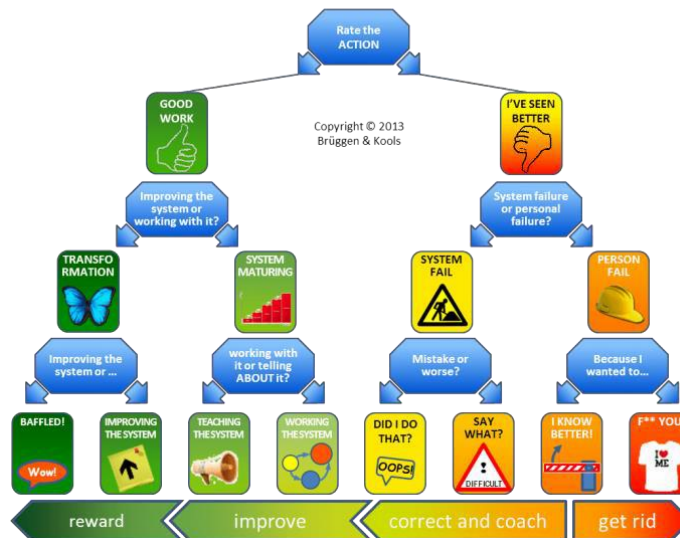 Rate the
ACTION
GOOD
WORK
I'VE SEEN
BETTER
Copyright © 2013
Brüggen & Kools
Improving the
system or
working with it?
System failure
or personal
failure?
TRANSFO
RMATION
SYSTEM
MATURING
SYSTEM
FAIL
PERSON
FAIL
Improving the
system or ...
working with
it or telling
ABOUT it?
Mistake or
worse?
Because I
wanted to...
BAFFLED!
Wow!
IMPROVING
THE SYSTEM
TEACHING
THE SYSTEM
WORKING
THE SYSTEM
DID I DO
THAT?
OOPS!
SAY
WHAT?
!
DIFFICULT
I KNOW
BETTER!
F** YOU
I ♥
ME
reward
improve
correct and coach
get rid